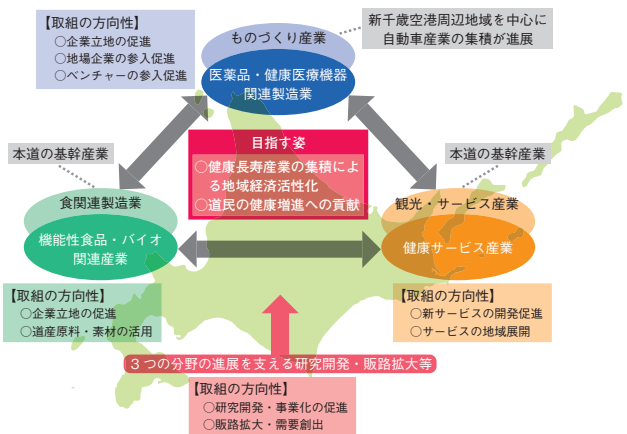 【取組の方向性】
○企業立地の促進
○地場企業の参入促進
○ベンチャーの参入促進
ものづくり産業
医薬品・健康医療機器
関連製造業
新千歳空港周辺地域を中心に
自動車産業の集積が進展
目指す姿
○健康長寿産業の集積によ
る地域経済活性化
○道民の健康増進への貢献
本道の基幹産業
食関連製造業
機能性食品・バイオ
関連産業
【取組の方向性】
○企業立地の促進
○道産原料・素材の活用
本道の基幹産業
観光・サービス産業
健康サービス産業
【取組の方向性】
○新サービスの開発促進
○サービスの地域展開
3つの分野の進展を支える研究開発・販路拡大等
【取組の方向性】
○研究開発・事業化の促進
○販路拡大・需要創出